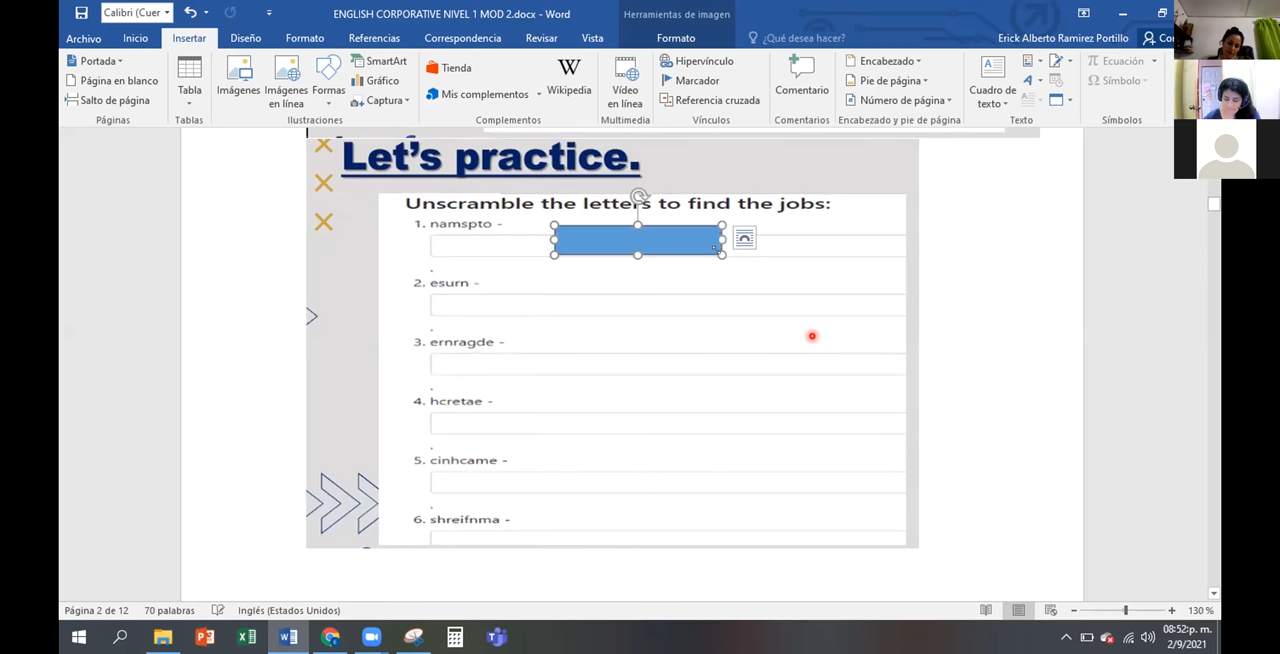 Calibri (Cuer
ENGLISH CORPORATIVE NIVEL 1 MOD 2.docx - Word
Herramientas de imagen
Archivo
Inicio
Insertar
Diseño
Formato
Referencias
Correspondencia
Revisar
Vista
Formato
¿Qué desea hacer?
Erick Alberto Ramirez Portillo
Portada
Página en blanco
Salto de página
Páginas
Tabla
Tablas
Imágenes
Imágenes en línea
Formas
SmartArt
Gráfico
Captura
Ilustraciones
Tienda
Mis complementos
W
Wikipedia
Complementos
Vídeo en línea
Multimedia
Hipervínculo
Marcador
Referencia cruzada
Vínculos
Comentario
Comentarios
Encabezado
Pie de página
Número de página
Encabezado y pie de página
Cuadro de texto
Texto
Ecuación
Símbolo
Símbolos
Let's practice.
Unscramble the letters to find the jobs:
1. namspto -
.
2. esurn -
.
3. ernragde -
.
4. hcretae -
.
5. cinhcame -
.
6. shreifnma -
Página 2 de 12
70 palabras
Inglés (Estados Unidos)
130 %
08:52 p. m.
2/9/2021